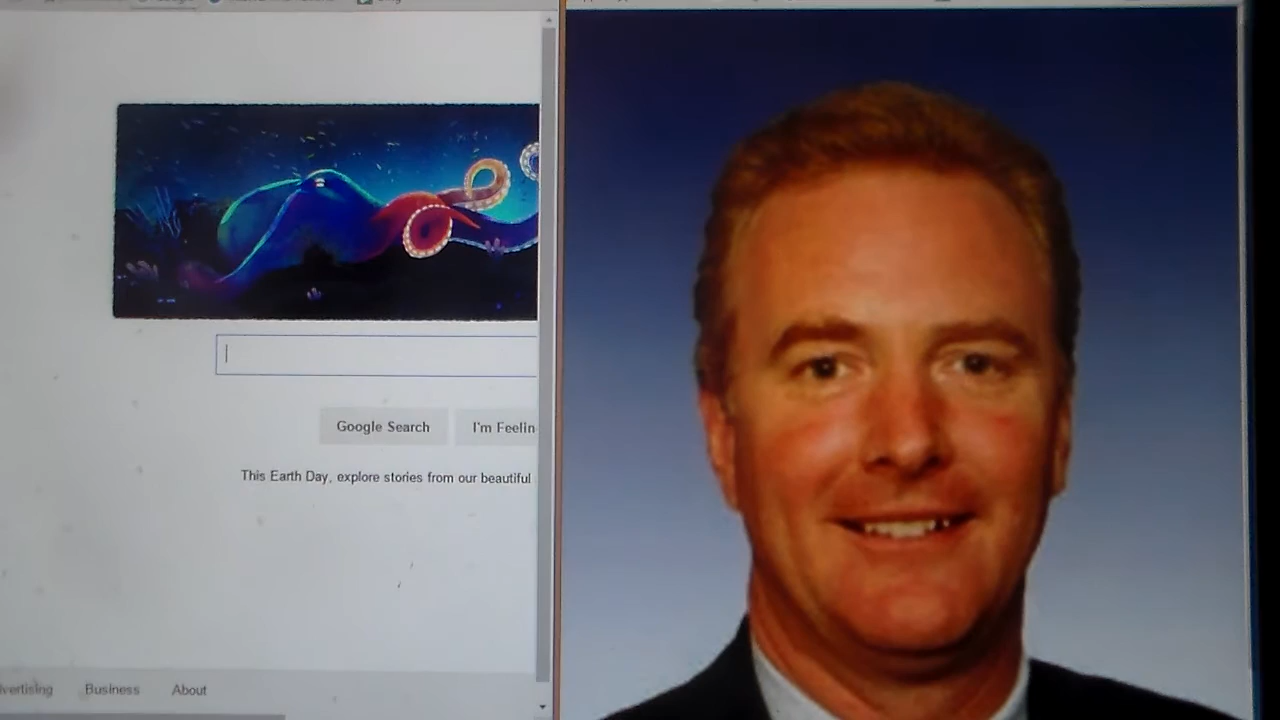 Google Search
I'm Feelin
This Earth Day, explore stories from our beautiful
Business
About